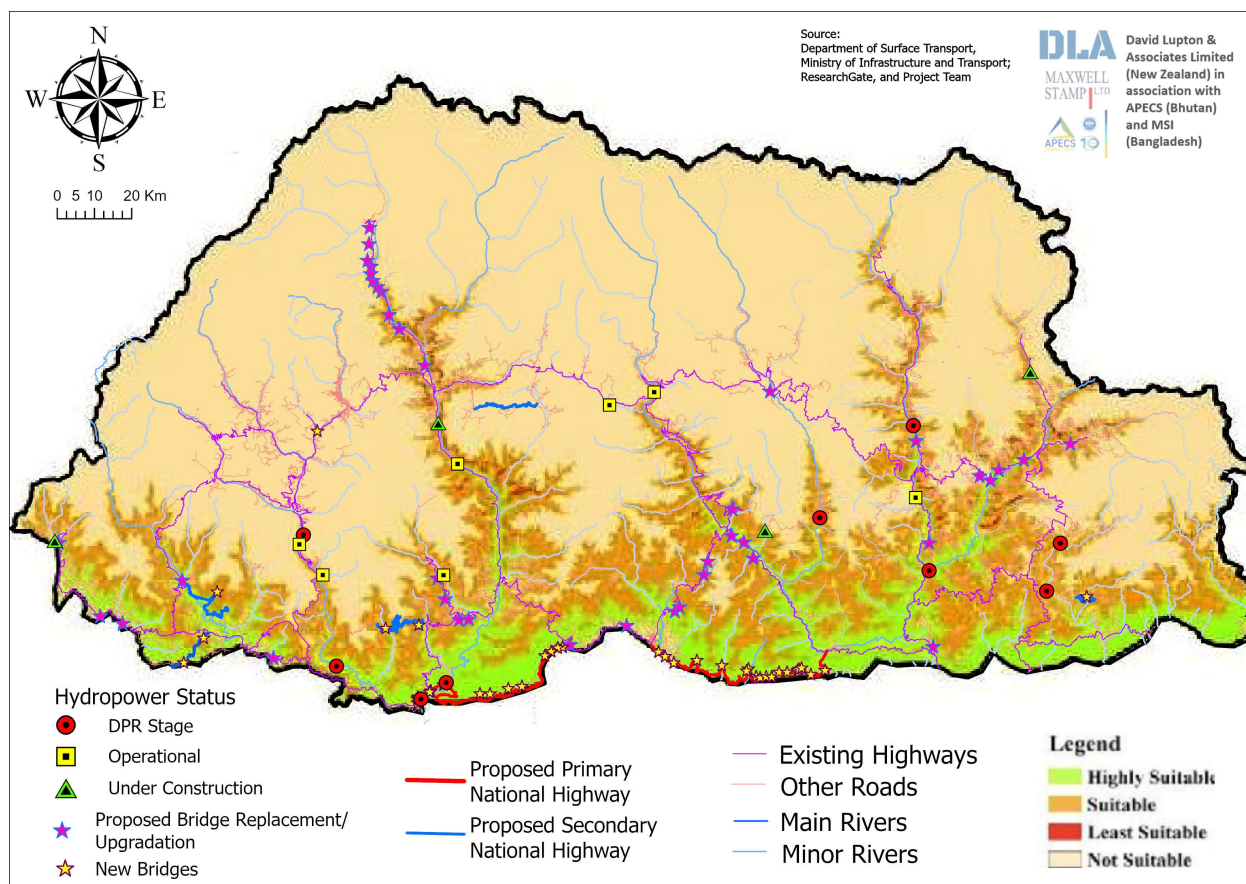 N
W E
S
0 5 10 20 Km
Source:
Department of Surface Transport,
Ministry of Infrastructure and Transport;
ResearchGate, and Project Team
DLA
MAXWELL
STAMP LTD
APECS
10
David Lupton &
Associates Limited
(New Zealand) in
association with
APECS (Bhutan)
and MSI
(Bangladesh)
Hydropower Status
DPR Stage
Operational
Under Construction
Proposed Bridge Replacement/
Upgradation
New Bridges
Proposed Primary
National Highway
Proposed Secondary
National Highway
Existing Highways
Other Roads
Main Rivers
Minor Rivers
Legend
Highly Suitable
Suitable
Least Suitable
Not Suitable